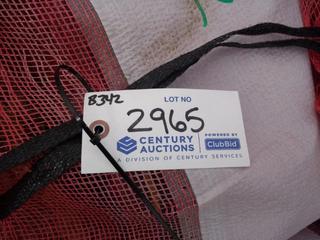 B342
LOT NO
2965
CENTURY AUCTIONS
POWERED BY
ClubBid
A DIVISION OF CENTURY SERVICES